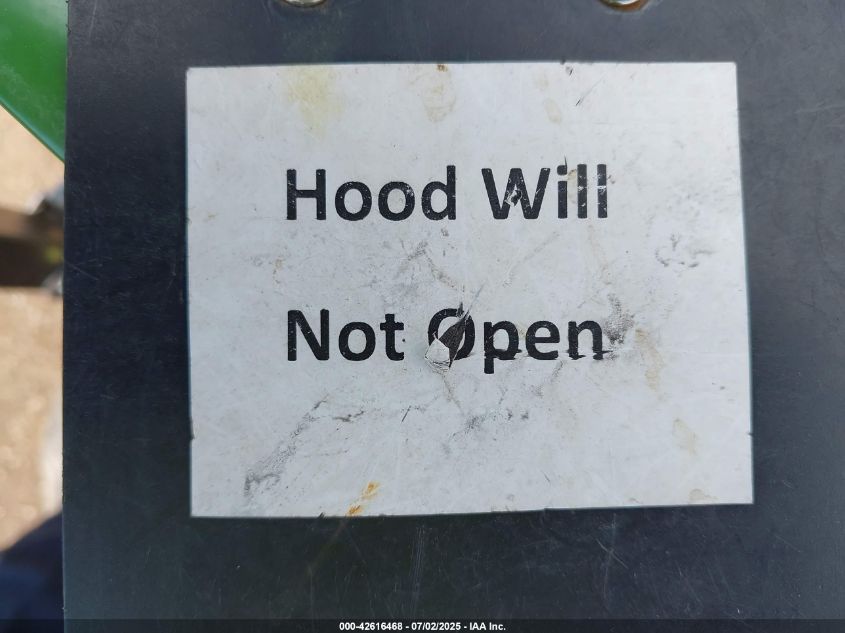 Hood Will
Not Open
000-42616468 - 07/02/2025 - IAA Inc.